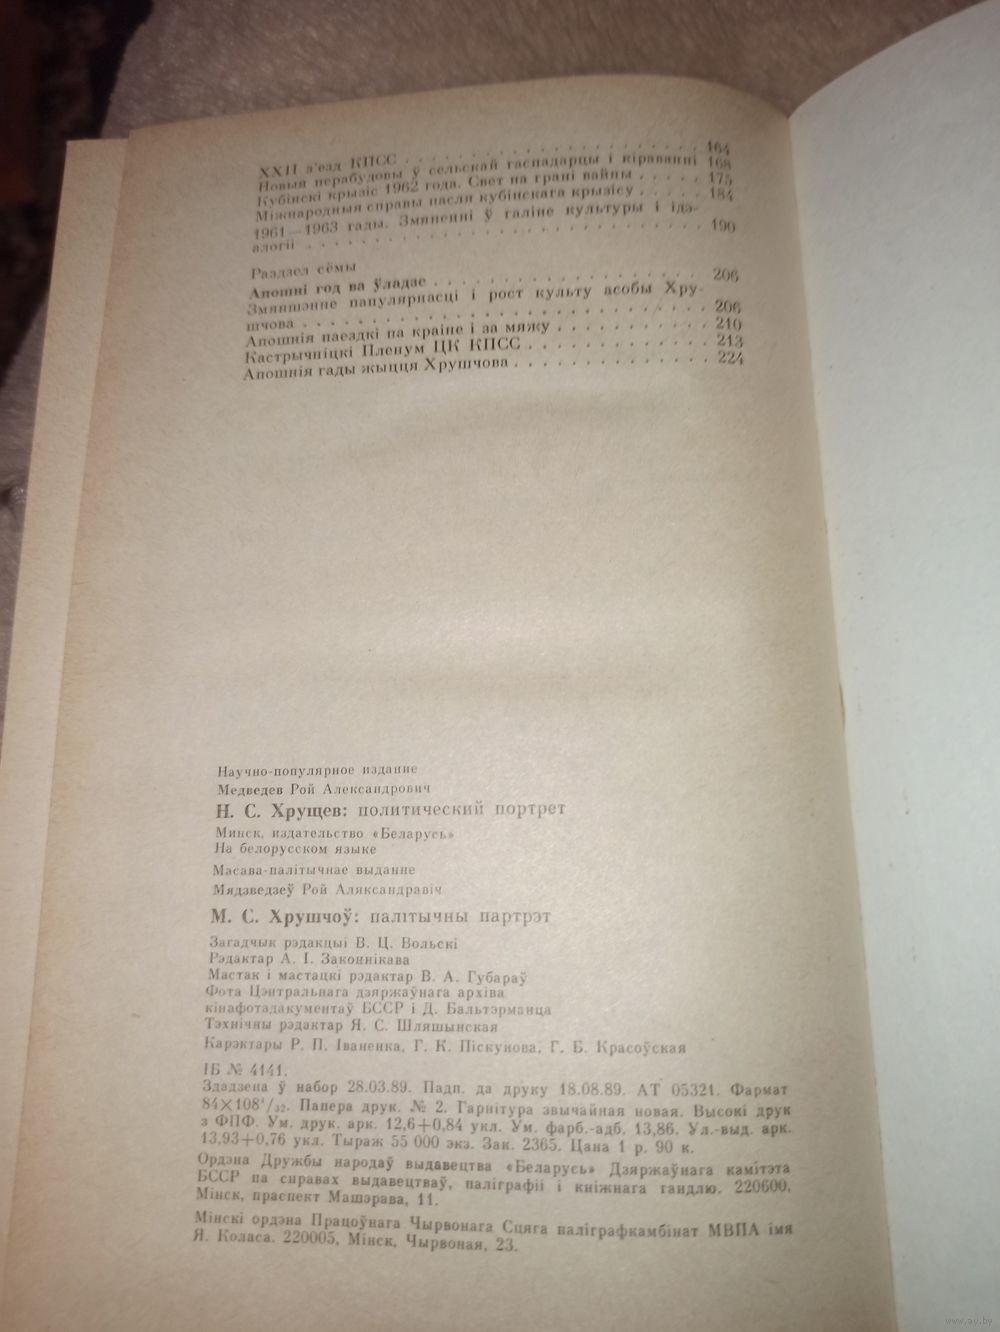 XXII з'езд КПСС . . . . . . . . . . . . . . . . . . 164
Новыя перабудовы ў сельскай гаспадарцы і кіраванні 168
Кубінскі крызіс 1962 года. Свет на грані вайны . . . . . 175
Міжнародныя справы пасля кубінскага крызісу . . . . 184
1961—1963 гады. Змяненні ў галіне культуры і ідэ-
алогіі . . . . . . . . . . . . . . . . . . . . . . . . 190
Раздзел сёмы
Апошні год ва ўладзе . . . . . . . . . . . . . . . . 206
Змяншэнне папулярнасці і рост культу асобы Хру-
шчова . . . . . . . . . . . . . . . . . . . . . . . . 206
Апошнія паездкі па краіне і за мяжу . . . . . . . . . 210
Кастрычніцкі Пленум ЦК КПСС . . . . . . . . . . . 213
Апошнія гады жыцця Хрушчова . . . . . . . . . . . . 224
Научно-популярное издание
Медведев Рой Александрович
Н. С. Хрущев: политический портрет
Минск, издательство «Беларусь»
На белорусском языке
Масава-палітычнае выданне
Мядзведзеў Рой Аляксандравіч
М. С. Хрушчоў: палітычны партрэт
Загадчык рэдакцыі В. Ц. Вольскі
Рэдактар А. І. Законнікава
Мастак і мастацкі рэдактар В. А. Губараў
Фота Цэнтральнага дзяржаўнага архіва
кінафотадакументаў БССР і Д. Бальтэрманца
Тэхнічны рэдактар Я. С. Шляшынская
Карэктары Р. П. Іваненка, Г. К. Піскунова, Г. Б. Красоўская
ІБ № 4141.
Здадзена ў набор 28.03.89. Падп. да друку 18.08.89. АТ 05321. Фармат
84×108¹/₃₂. Папера друк. № 2. Гарнітура звычайная новая. Высокі друк
з ФПФ. Ум. друк. арк. 12,6+0,84 укл. Ум. фарб.-адб. 13,86. Ул.-выд. арк.
13,93+0,76 укл. Тыраж 55 000 экз. Зак. 2365. Цана 1 р. 90 к.
Ордэна Дружбы народаў выдавецтва «Беларусь» Дзяржаўнага камітэта
БССР па справах выдавецтваў, паліграфіі і кніжнага гандлю. 220600,
Мінск, праспект Машэрава, 11.
Мінскі ордэна Працоўнага Чырвонага Сцяга паліграфкамбінат МВПА імя
Я. Коласа. 220005, Мінск, Чырвоная, 23.
www.ay.by